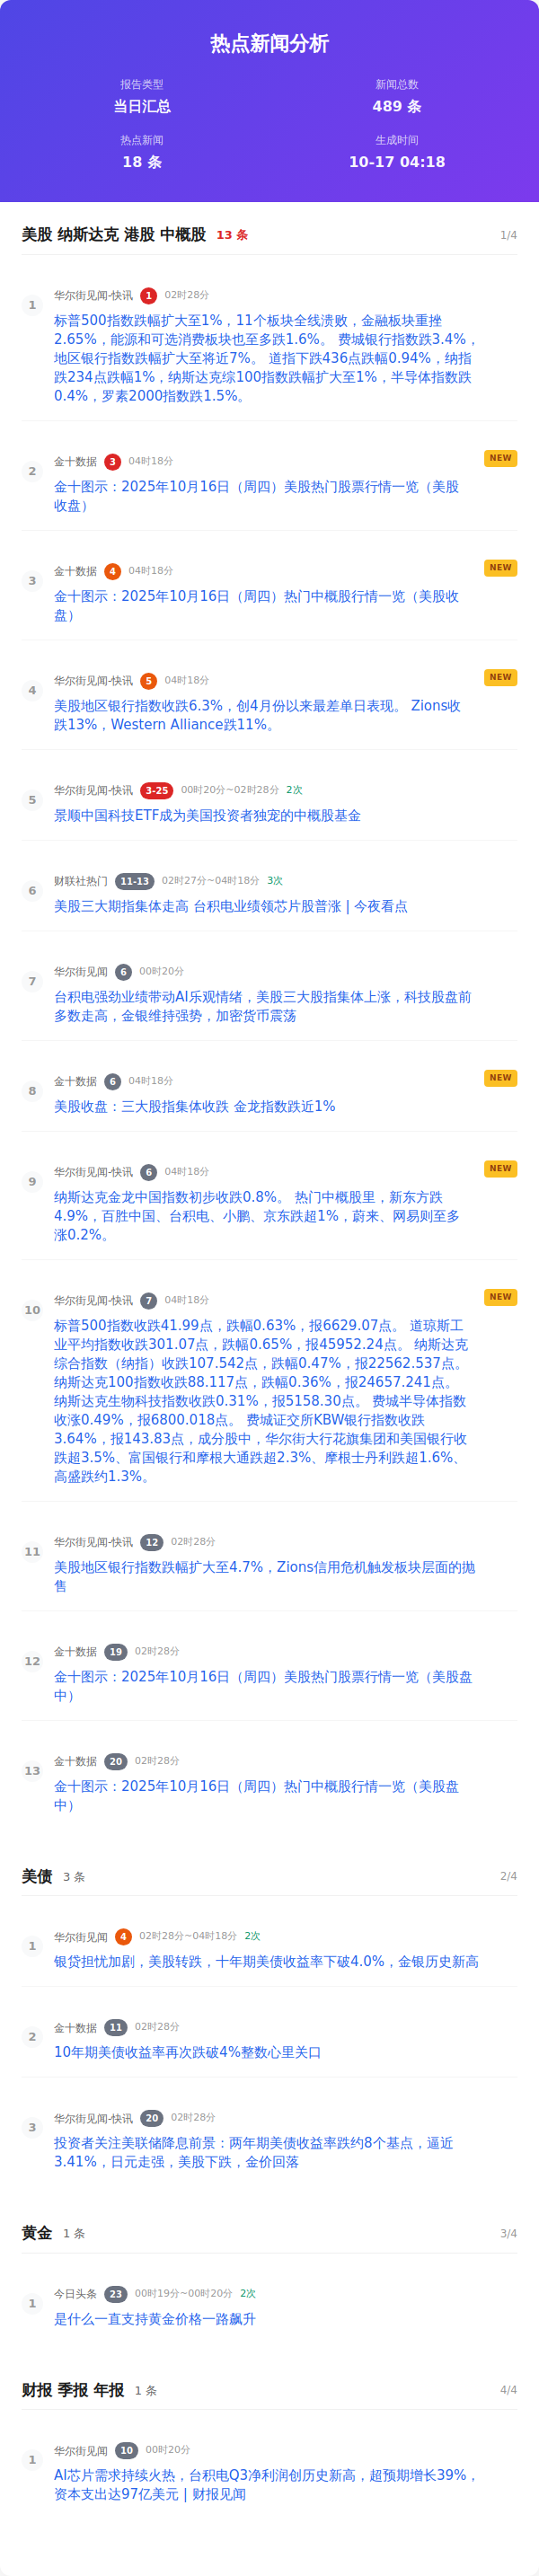 热点新闻分析
报告类型
新闻总数
当日汇总
489 条
热点新闻
生成时间
18 条
10-17 04:18
美股 纳斯达克 港股 中概股 13 条 1/4
1
华尔街见闻-快讯 1 02时28分
标普500指数跌幅扩大至1%，11个板块全线溃败，金融板块重挫
2.65%，能源和可选消费板块也至多跌1.6%。 费城银行指数跌3.4%，
地区银行指数跌幅扩大至将近7%。 道指下跌436点跌幅0.94%，纳指
跌234点跌幅1%，纳斯达克综100指数跌幅扩大至1%，半导体指数跌
0.4%，罗素2000指数跌1.5%。
2
金十数据 3 04时18分 NEW
金十图示：2025年10月16日（周四）美股热门股票行情一览（美股
收盘）
3
金十数据 4 04时18分 NEW
金十图示：2025年10月16日（周四）热门中概股行情一览（美股收
盘）
4
华尔街见闻-快讯 5 04时18分 NEW
美股地区银行指数收跌6.3%，创4月份以来最差单日表现。 Zions收
跌13%，Western Alliance跌11%。
5
华尔街见闻-快讯 3-25 00时20分~02时28分 2次
景顺中国科技ETF成为美国投资者独宠的中概股基金
6
财联社热门 11-13 02时27分~04时18分 3次
美股三大期指集体走高 台积电业绩领芯片股普涨 | 今夜看点
7
华尔街见闻 6 00时20分
台积电强劲业绩带动AI乐观情绪，美股三大股指集体上涨，科技股盘前
多数走高，金银维持强势，加密货币震荡
8
金十数据 6 04时18分 NEW
美股收盘：三大股指集体收跌 金龙指数跌近1%
9
华尔街见闻-快讯 6 04时18分 NEW
纳斯达克金龙中国指数初步收跌0.8%。 热门中概股里，新东方跌
4.9%，百胜中国、台积电、小鹏、京东跌超1%，蔚来、网易则至多
涨0.2%。
10
华尔街见闻-快讯 7 04时18分 NEW
标普500指数收跌41.99点，跌幅0.63%，报6629.07点。 道琼斯工
业平均指数收跌301.07点，跌幅0.65%，报45952.24点。 纳斯达克
综合指数（纳指）收跌107.542点，跌幅0.47%，报22562.537点。
纳斯达克100指数收跌88.117点，跌幅0.36%，报24657.241点。
纳斯达克生物科技指数收跌0.31%，报5158.30点。 费城半导体指数
收涨0.49%，报6800.018点。 费城证交所KBW银行指数收跌
3.64%，报143.83点，成分股中，华尔街大行花旗集团和美国银行收
跌超3.5%、富国银行和摩根大通跌超2.3%、摩根士丹利跌超1.6%、
高盛跌约1.3%。
11
华尔街见闻-快讯 12 02时28分
美股地区银行指数跌幅扩大至4.7%，Zions信用危机触发板块层面的抛
售
12
金十数据 19 02时28分
金十图示：2025年10月16日（周四）美股热门股票行情一览（美股盘
中）
13
金十数据 20 02时28分
金十图示：2025年10月16日（周四）热门中概股行情一览（美股盘
中）
美债 3 条 2/4
1
华尔街见闻 4 02时28分~04时18分 2次
银贷担忧加剧，美股转跌，十年期美债收益率下破4.0%，金银历史新高
2
金十数据 11 02时28分
10年期美债收益率再次跌破4%整数心里关口
3
华尔街见闻-快讯 20 02时28分
投资者关注美联储降息前景：两年期美债收益率跌约8个基点，逼近
3.41%，日元走强，美股下跌，金价回落
黄金 1 条 3/4
1
今日头条 23 00时19分~00时20分 2次
是什么一直支持黄金价格一路飙升
财报 季报 年报 1 条 4/4
1
华尔街见闻 10 00时20分
AI芯片需求持续火热，台积电Q3净利润创历史新高，超预期增长39%，
资本支出达97亿美元 | 财报见闻